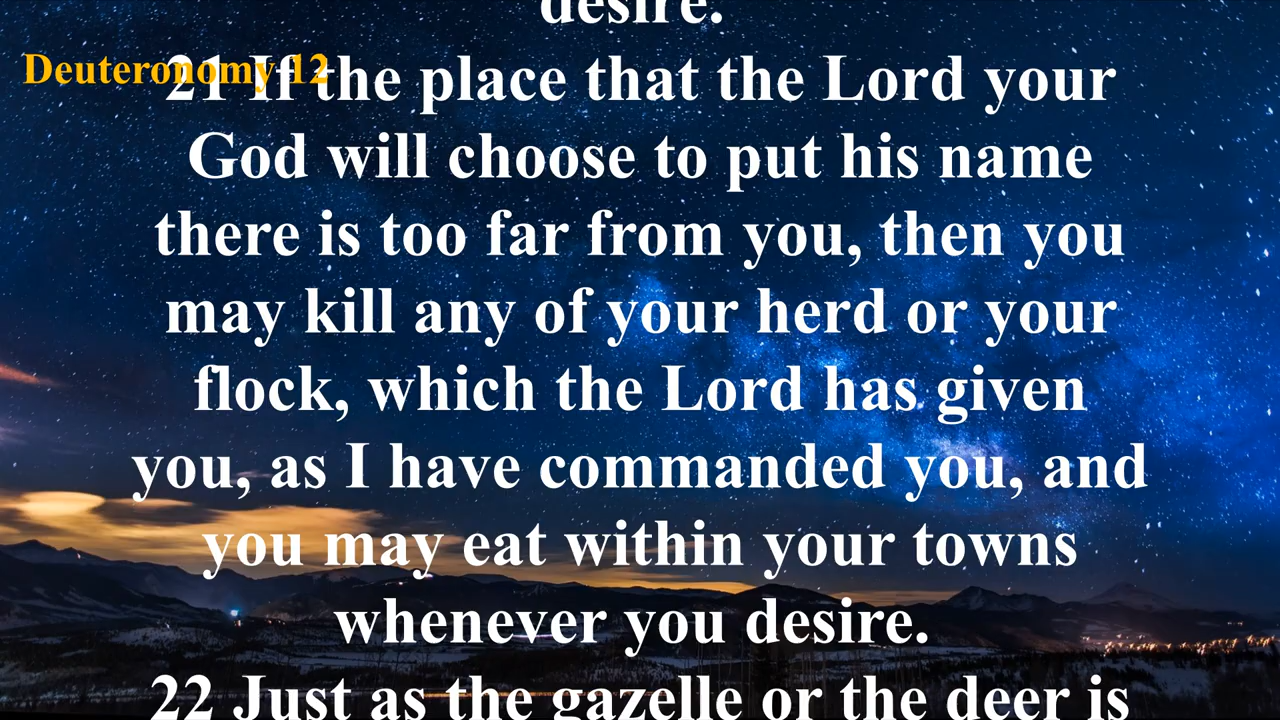 desire.
Deuteronomy 12
21 If the place that the Lord your
God will choose to put his name
there is too far from you, then you
may kill any of your herd or your
flock, which the Lord has given
you, as I have commanded you, and
you may eat within your towns
whenever you desire.
22 Just as the gazelle or the deer is